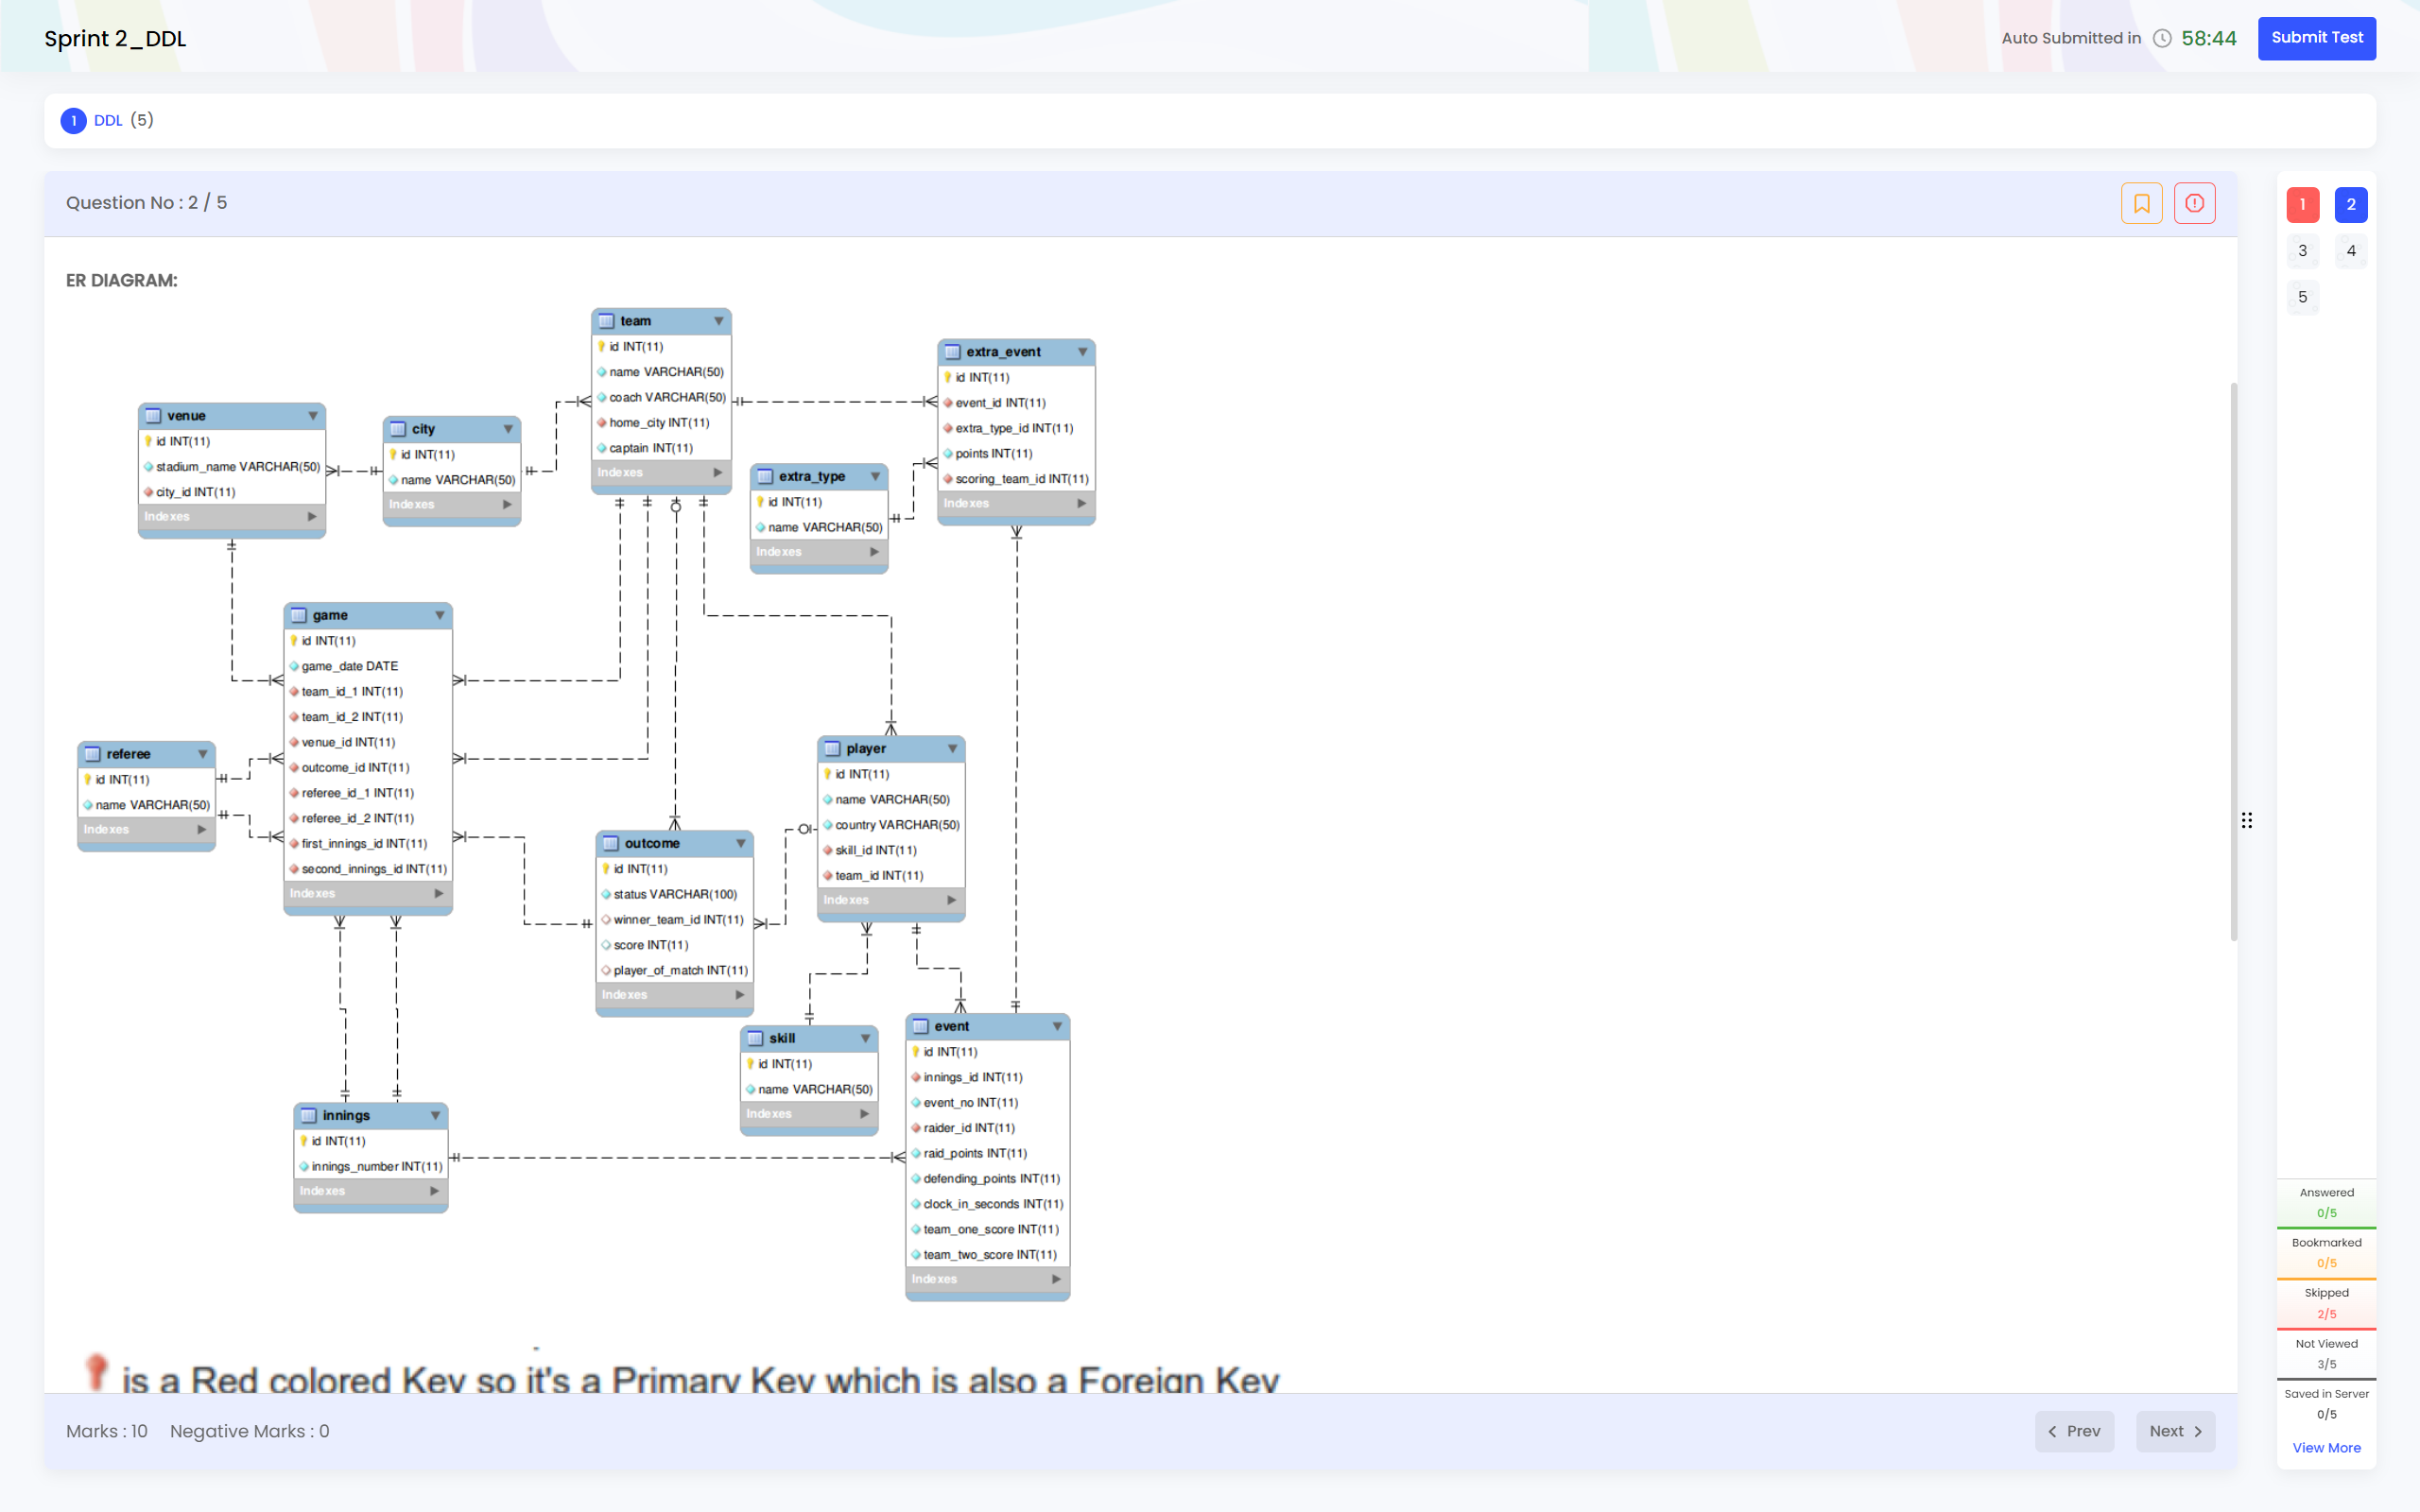 Sprint 2_DDL
Auto Submitted in 58:44
Submit Test
1 DDL (5)
Question No : 2 / 5
1 2
3 4
5
ER DIAGRAM:
team
id INT(11)
name VARCHAR(50)
coach VARCHAR(50)
home_city INT(11)
captain INT(11)
Indexes
extra_event
id INT(11)
event_id INT(11)
extra_type_id INT(11)
points INT(11)
scoring_team_id INT(11)
Indexes
venue
id INT(11)
stadium_name VARCHAR(50)
city_id INT(11)
Indexes
city
id INT(11)
name VARCHAR(50)
Indexes
extra_type
id INT(11)
name VARCHAR(50)
Indexes
game
id INT(11)
game_date DATE
team_id_1 INT(11)
team_id_2 INT(11)
venue_id INT(11)
outcome_id INT(11)
referee_id_1 INT(11)
referee_id_2 INT(11)
first_innings_id INT(11)
second_innings_id INT(11)
Indexes
referee
id INT(11)
name VARCHAR(50)
Indexes
player
id INT(11)
name VARCHAR(50)
country VARCHAR(50)
skill_id INT(11)
team_id INT(11)
Indexes
outcome
id INT(11)
status VARCHAR(100)
winner_team_id INT(11)
score INT(11)
player_of_match INT(11)
Indexes
skill
id INT(11)
name VARCHAR(50)
Indexes
event
id INT(11)
innings_id INT(11)
event_no INT(11)
raider_id INT(11)
raid_points INT(11)
defending_points INT(11)
clock_in_seconds INT(11)
team_one_score INT(11)
team_two_score INT(11)
Indexes
innings
id INT(11)
innings_number INT(11)
Indexes
is a Red colored Key so it's a Primary Key which is also a Foreign Key
Marks : 10 Negative Marks : 0
Prev Next
Answered
0/5
Bookmarked
0/5
Skipped
2/5
Not Viewed
3/5
Saved in Server
0/5
View More